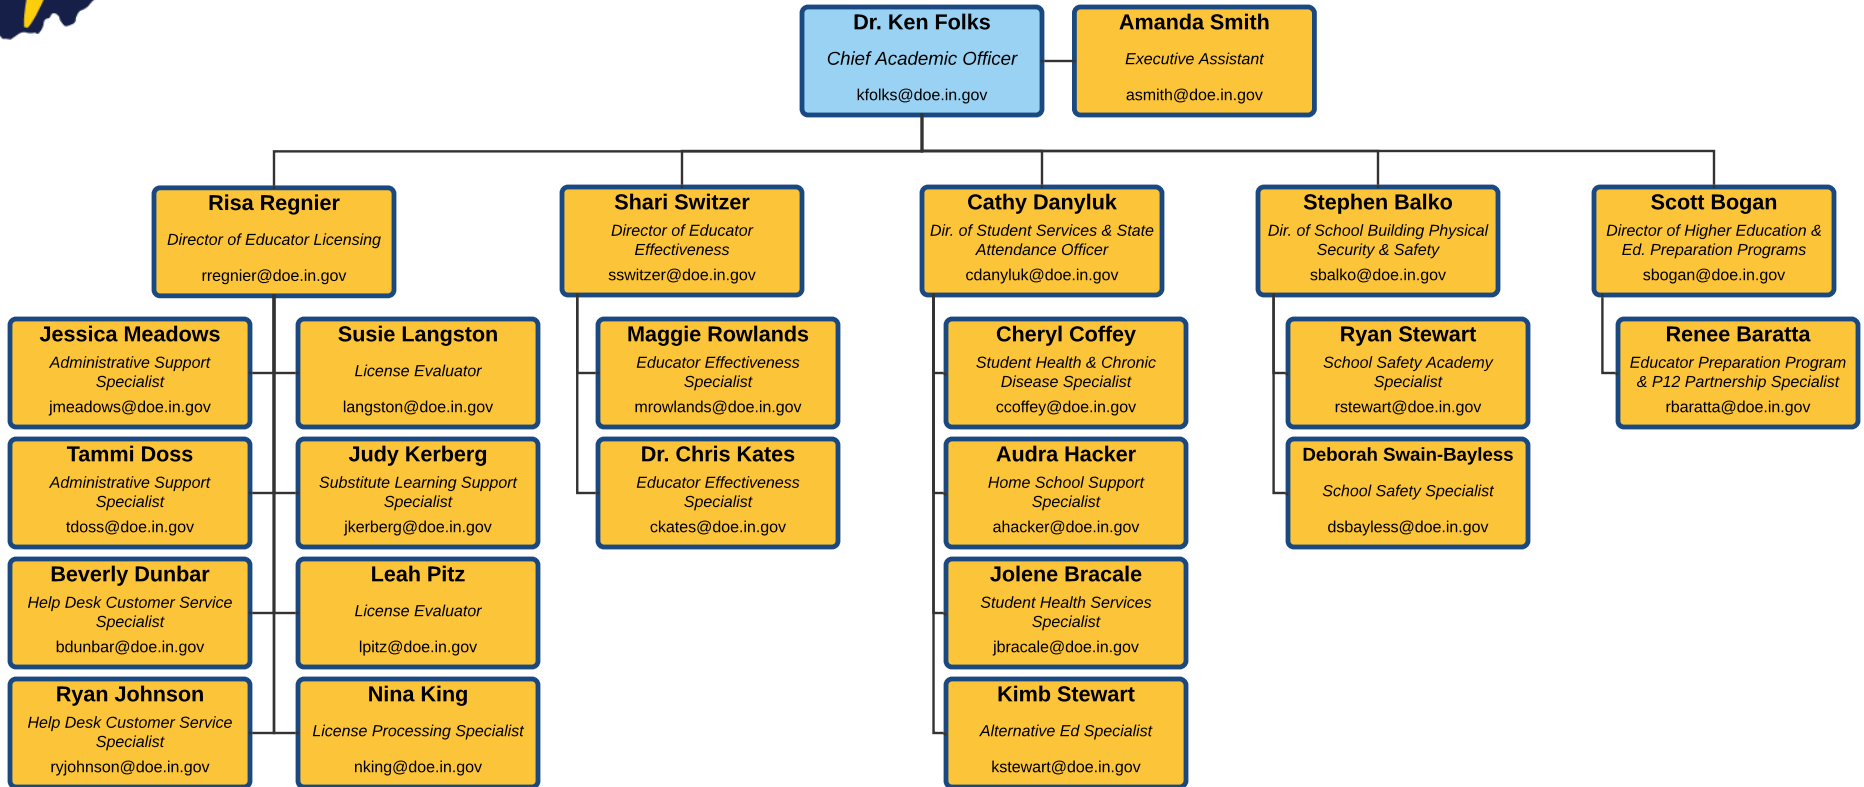 Dr. Ken Folks
Chief Academic Officer
kfolks@doe.in.gov
Amanda Smith
Executive Assistant
asmith@doe.in.gov
Risa Regnier
Director of Educator Licensing
rregnier@doe.in.gov
Shari Switzer
Director of Educator
Effectiveness
sswitzer@doe.in.gov
Cathy Danyluk
Dir. of Student Services & State
Attendance Officer
cdanyluk@doe.in.gov
Stephen Balko
Dir. of School Building Physical
Security & Safety
sbalko@doe.in.gov
Scott Bogan
Director of Higher Education &
Ed. Preparation Programs
sbogan@doe.in.gov
Jessica Meadows
Administrative Support
Specialist
jmeadows@doe.in.gov
Susie Langston
License Evaluator
langston@doe.in.gov
Maggie Rowlands
Educator Effectiveness
Specialist
mrowlands@doe.in.gov
Cheryl Coffey
Student Health & Chronic
Disease Specialist
ccoffey@doe.in.gov
Ryan Stewart
School Safety Academy
Specialist
rstewart@doe.in.gov
Renee Baratta
Educator Preparation Program
& P12 Partnership Specialist
rbaratta@doe.in.gov
Tammi Doss
Administrative Support
Specialist
tdoss@doe.in.gov
Judy Kerberg
Substitute Learning Support
Specialist
jkerberg@doe.in.gov
Dr. Chris Kates
Educator Effectiveness
Specialist
ckates@doe.in.gov
Audra Hacker
Home School Support
Specialist
ahacker@doe.in.gov
Deborah Swain-Bayless
School Safety Specialist
dsbayless@doe.in.gov
Beverly Dunbar
Help Desk Customer Service
Specialist
bdunbar@doe.in.gov
Leah Pitz
License Evaluator
lpitz@doe.in.gov
Jolene Bracale
Student Health Services
Specialist
jbracale@doe.in.gov
Ryan Johnson
Help Desk Customer Service
Specialist
ryjohnson@doe.in.gov
Nina King
License Processing Specialist
nking@doe.in.gov
Kimb Stewart
Alternative Ed Specialist
kstewart@doe.in.gov